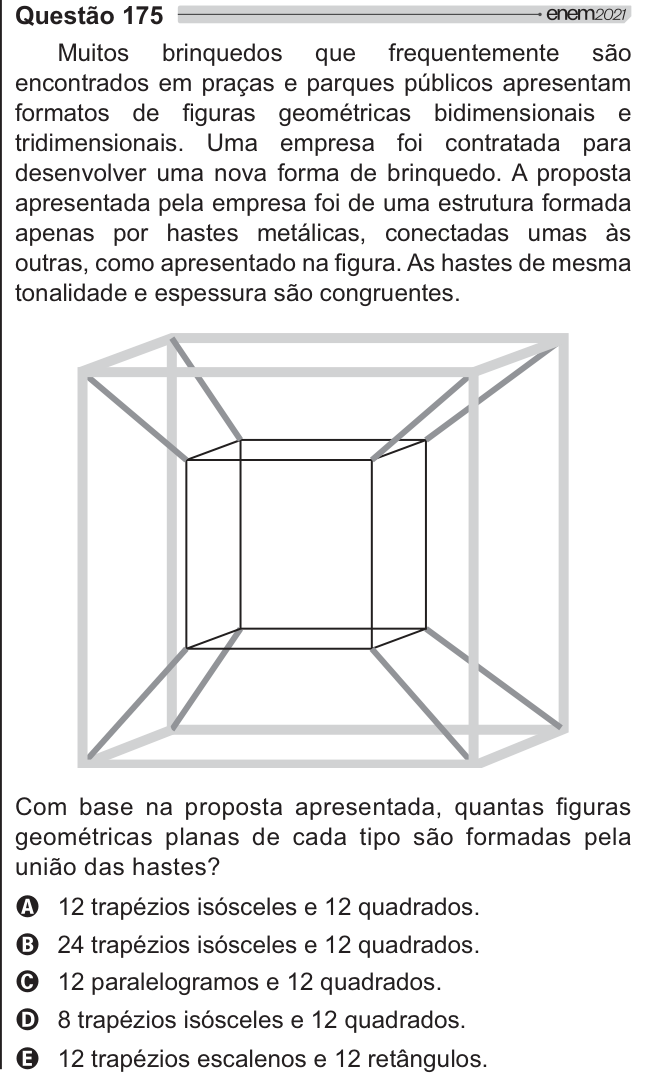 Questão 175 enem2021
Muitos brinquedos que frequentemente são
encontrados em praças e parques públicos apresentam
formatos de figuras geométricas bidimensionais e
tridimensionais. Uma empresa foi contratada para
desenvolver uma nova forma de brinquedo. A proposta
apresentada pela empresa foi de uma estrutura formada
apenas por hastes metálicas, conectadas umas às
outras, como apresentado na figura. As hastes de mesma
tonalidade e espessura são congruentes.
Com base na proposta apresentada, quantas figuras
geométricas planas de cada tipo são formadas pela
união das hastes?
A 12 trapézios isósceles e 12 quadrados.
B 24 trapézios isósceles e 12 quadrados.
C 12 paralelogramos e 12 quadrados.
D 8 trapézios isósceles e 12 quadrados.
E 12 trapézios escalenos e 12 retângulos.